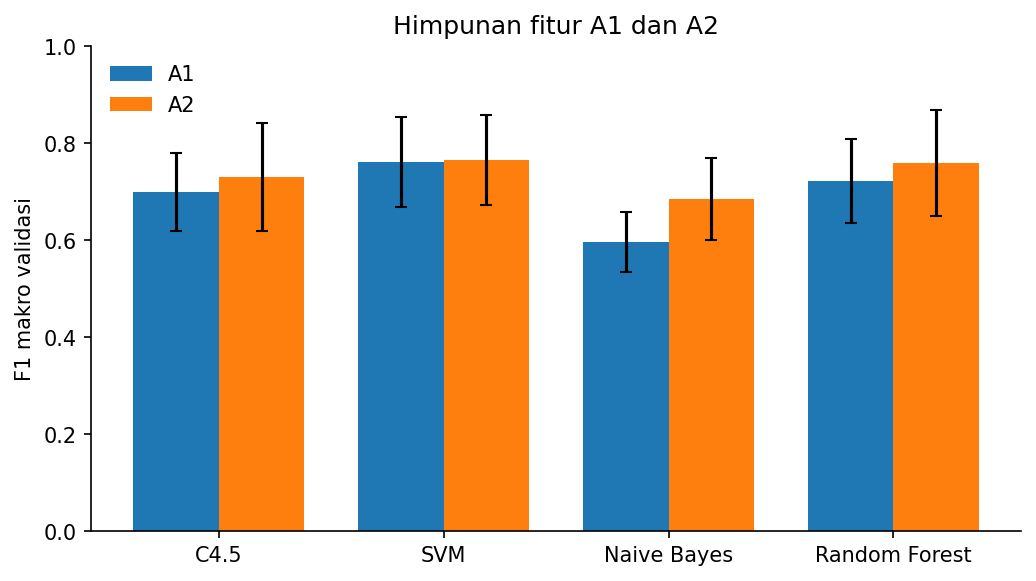 Himpunan fitur A1 dan A2
A1
A2
F1 makro validasi
1.0
0.8
0.6
0.4
0.2
0.0
C4.5
SVM
Naive Bayes
Random Forest